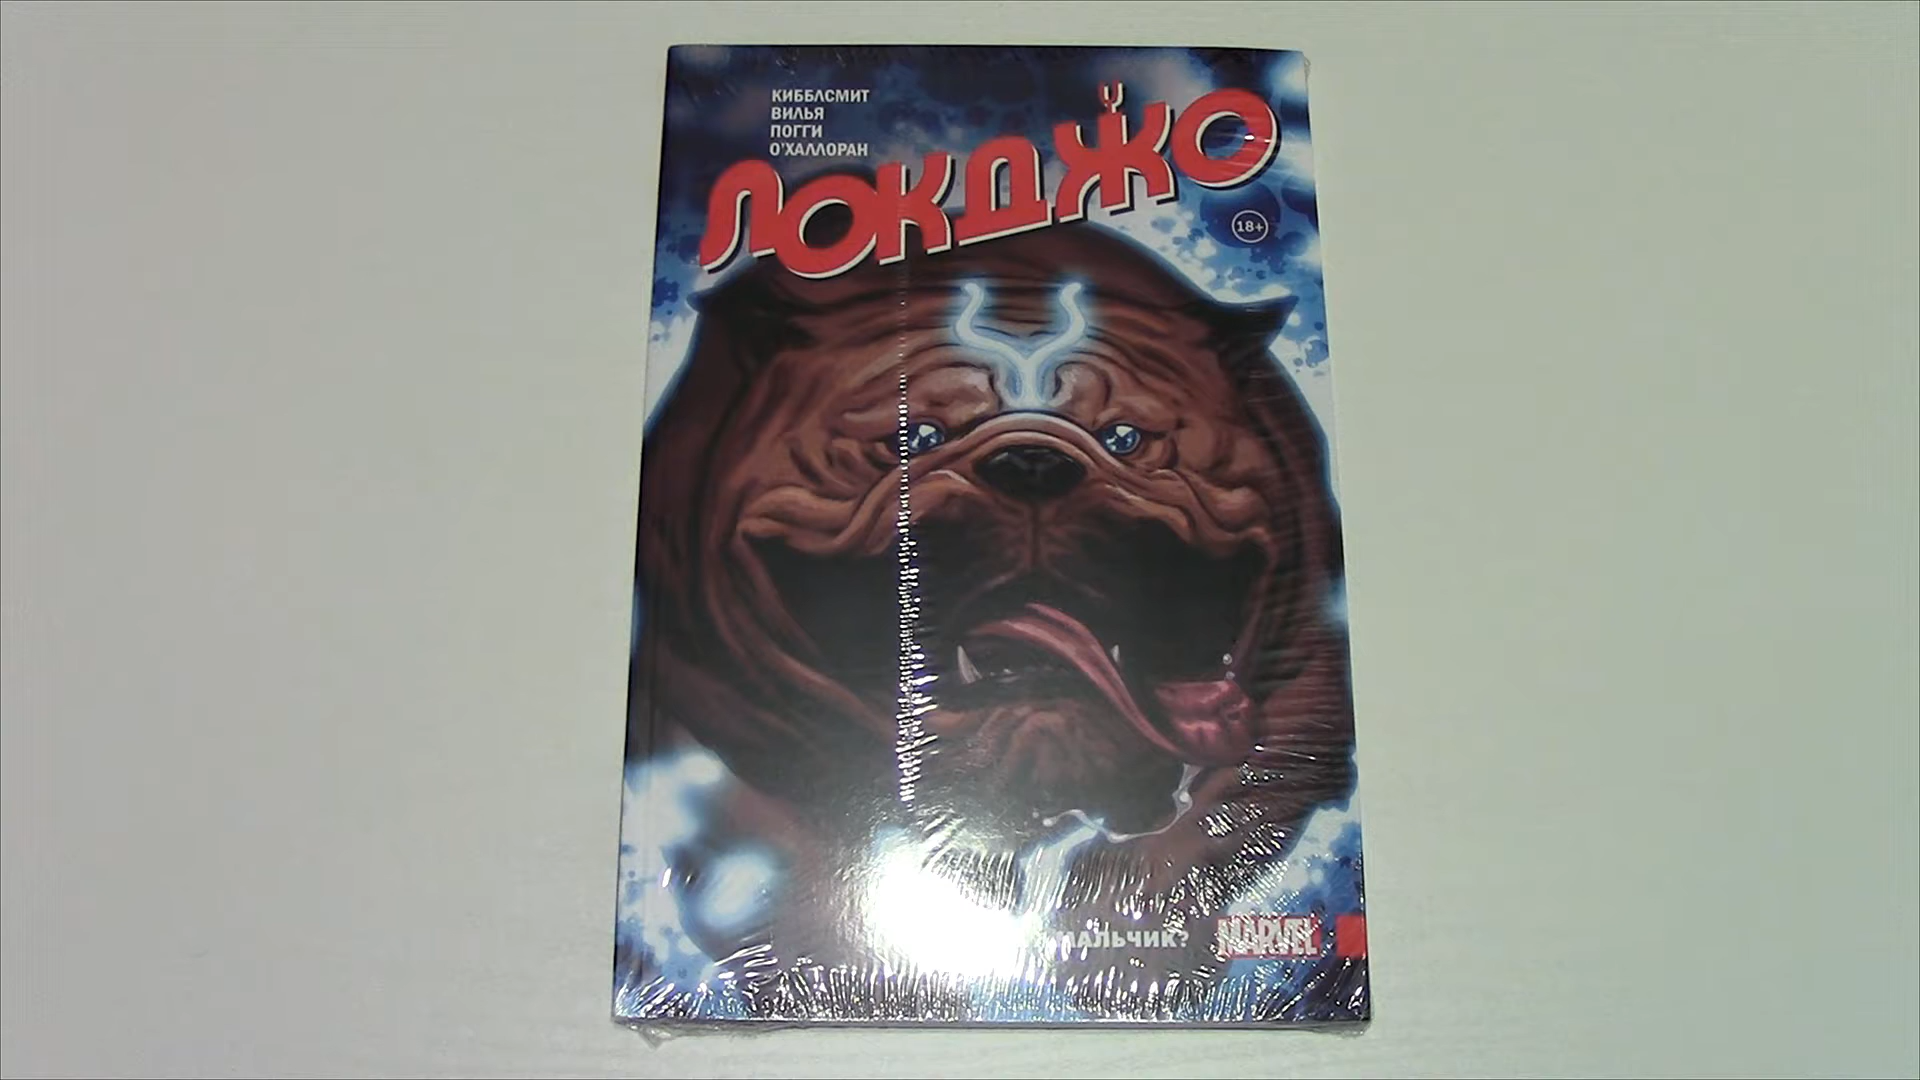 КИББЛСМИТ
ВИЛЬЯ
ПОГГИ
О'ХАЛЛОРАН
ЛОКДЖО
18+
МАЛЬЧИК?
MARVEL